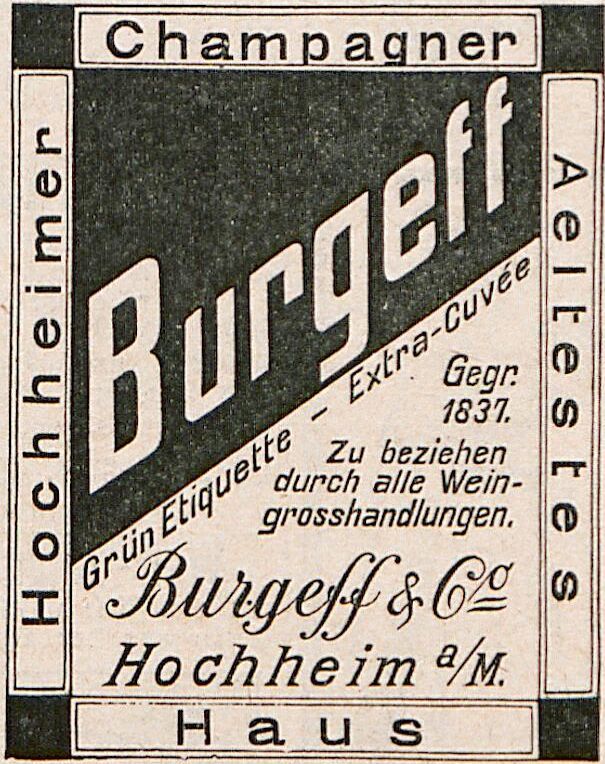 Champagner
Hochheimer
Aeltestes
Burgeff
Grün Etiquette - Extra-Cuvée
Gegr.
1837.
Zu beziehen
durch alle Wein-
grosshandlungen.
Burgeff & Co
Hochheim a/M.
Haus